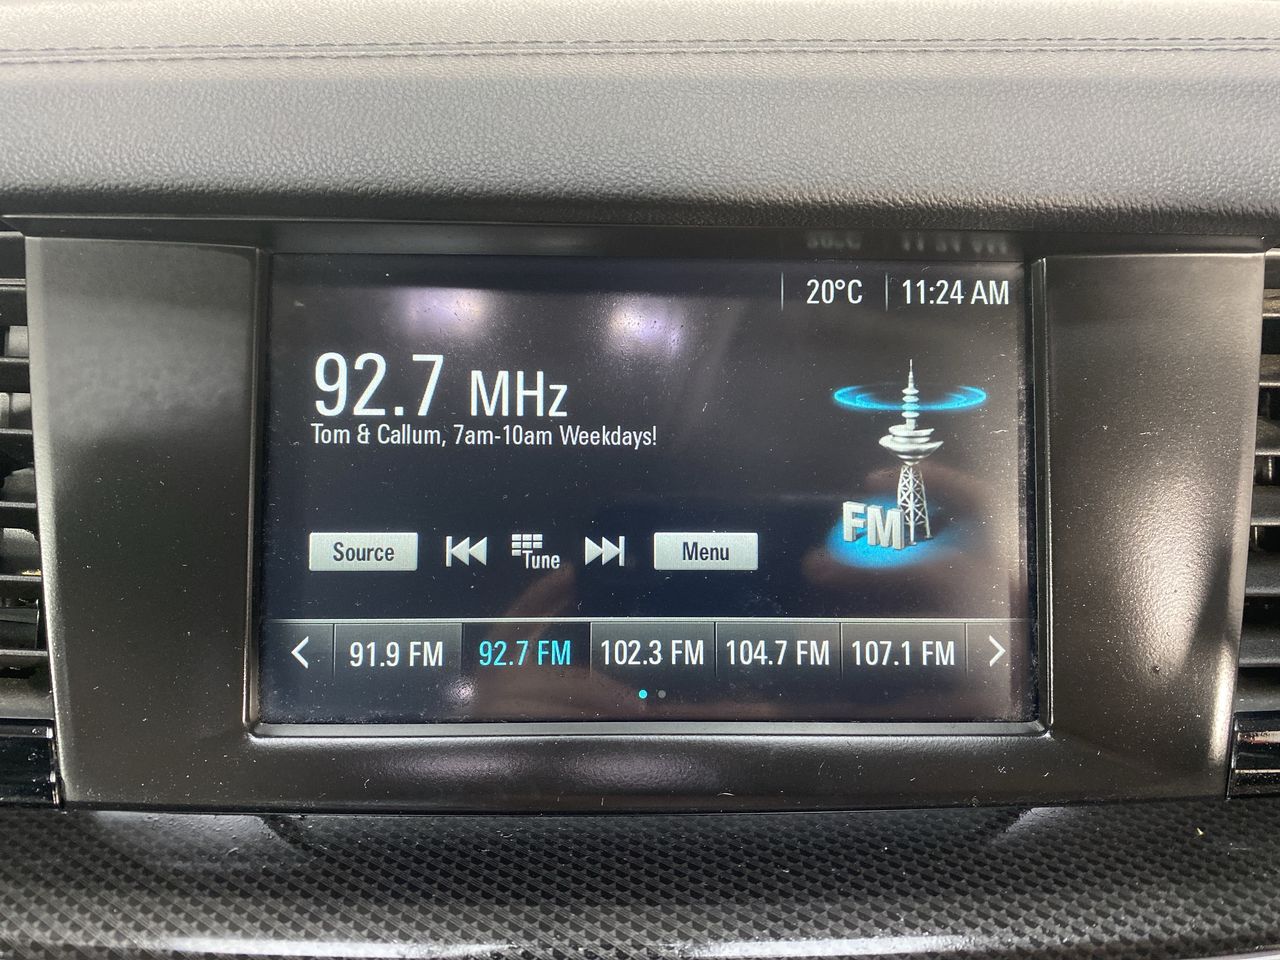 20°C 11:24 AM
92.7 MHz
Tom & Callum, 7am-10am Weekdays!
FM
Source Tune Menu
91.9 FM 92.7 FM 102.3 FM 104.7 FM 107.1 FM